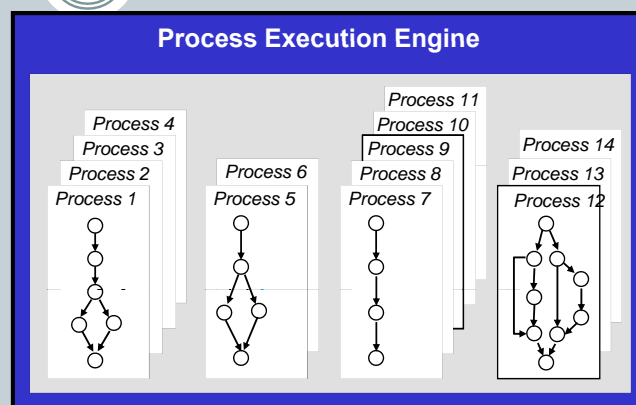 Process Execution Engine
Process 4
Process 3
Process 2
Process 1
Process 6
Process 5
Process 11
Process 10
Process 9
Process 8
Process 7
Process 14
Process 13
Process 12